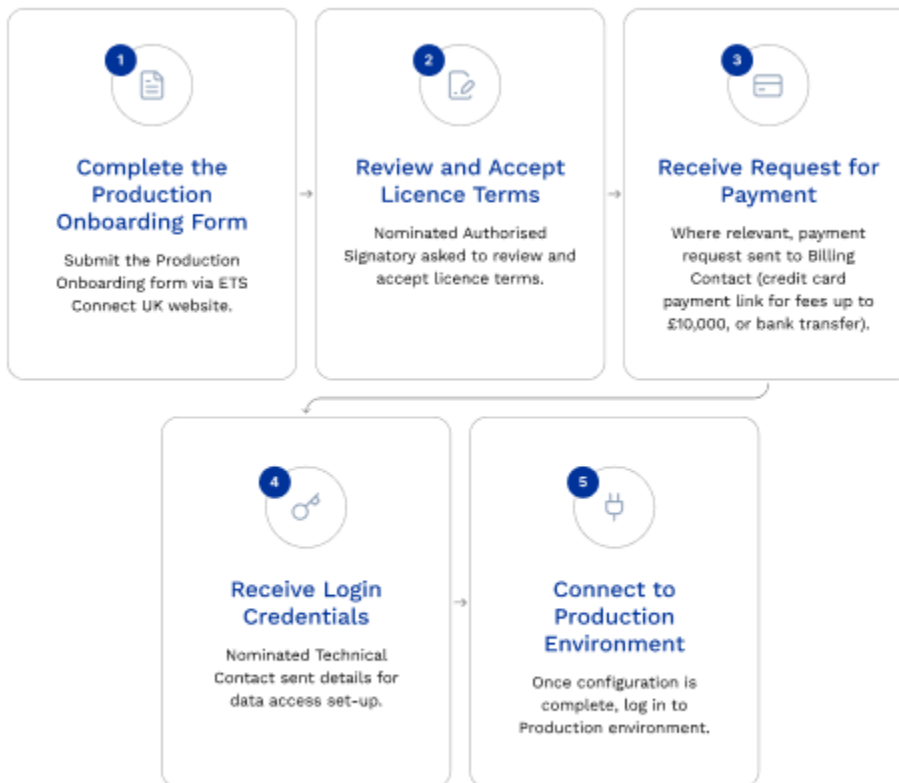 1
Complete the
Production
Onboarding Form
Submit the Production
Onboarding form via ETS
Connect UK website.
2
Review and Accept
Licence Terms
Nominated Authorised
Signatory asked to review and
accept licence terms.
3
Receive Request for
Payment
Where relevant, payment
request sent to Billing
Contact (credit card
payment link for fees up to
£10,000, or bank transfer).
4
Receive Login
Credentials
Nominated Technical
Contact sent details for
data access set-up.
5
Connect to
Production
Environment
Once configuration is
complete, log in to
Production environment.